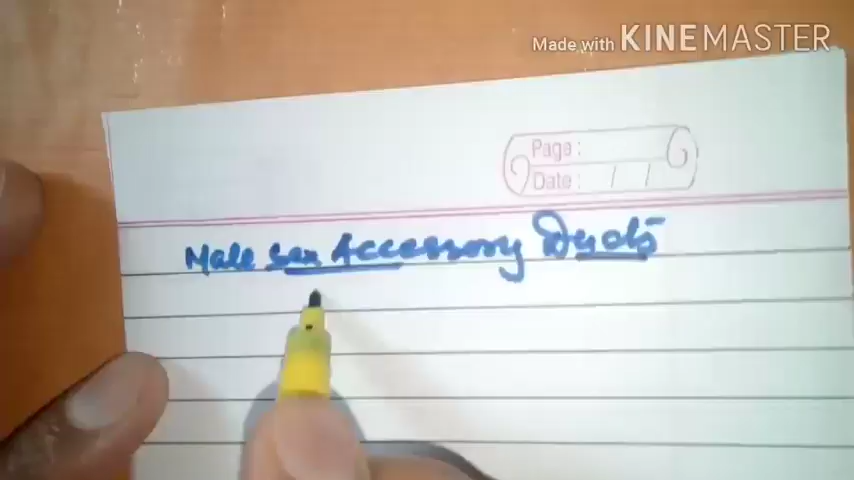 Made with KINEMASTER
Page :
Date : / /
Male Sex Accessory Ducts